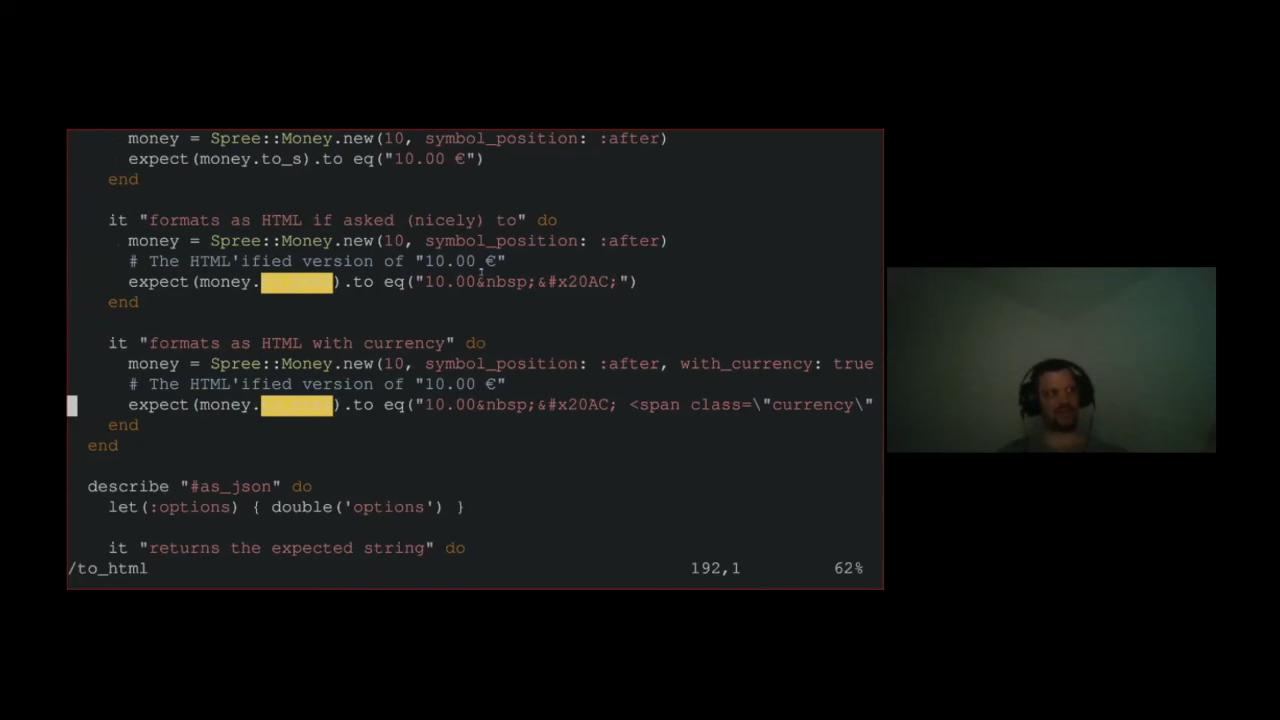 money = Spree::Money.new(10, symbol_position: :after)
expect(money.to_s).to eq("10.00 €")
end
it "formats as HTML if asked (nicely) to" do
money = Spree::Money.new(10, symbol_position: :after)
# The HTML'ified version of "10.00 €"
expect(money.).to eq("10.00&nbsp;&#x20AC;")
end
it "formats as HTML with currency" do
money = Spree::Money.new(10, symbol_position: :after, with_currency: true
# The HTML'ified version of "10.00 €"
expect(money.).to eq("10.00&nbsp;&#x20AC; <span class=\"currency\"
end
end
describe "#as_json" do
let(:options) { double('options') }
it "returns the expected string" do
/to_html 192,1 62%